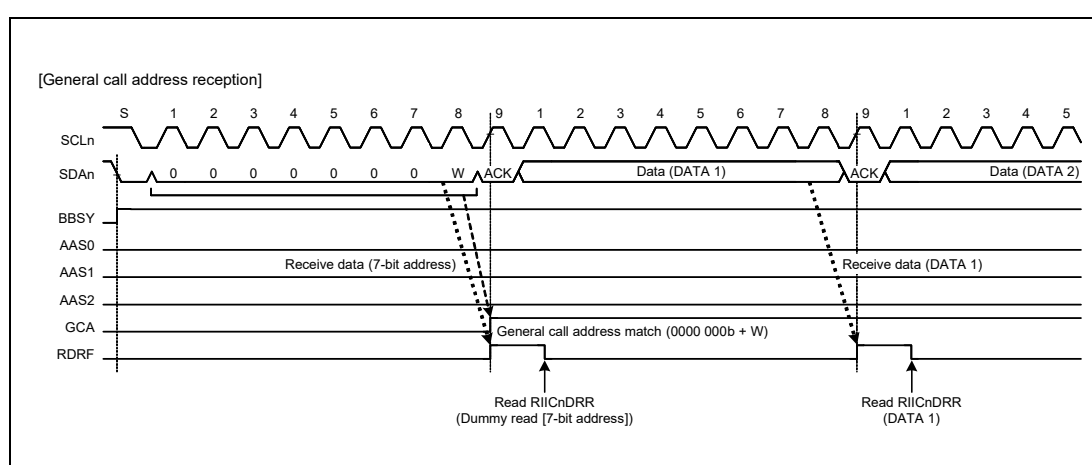 [General call address reception]
S 1 2 3 4 5 6 7 8 9 1 2 3 4 5 6 7 8 9 1 2 3 4 5
SCLn
SDAn 0 0 0 0 0 0 0 W ACK Data (DATA 1) ACK Data (DATA 2)
BBSY
AAS0
Receive data (7-bit address) Receive data (DATA 1)
AAS1
AAS2
GCA General call address match (0000 000b + W)
RDRF
Read RIICnDRR Read RIICnDRR
(Dummy read [7-bit address]) (DATA 1)